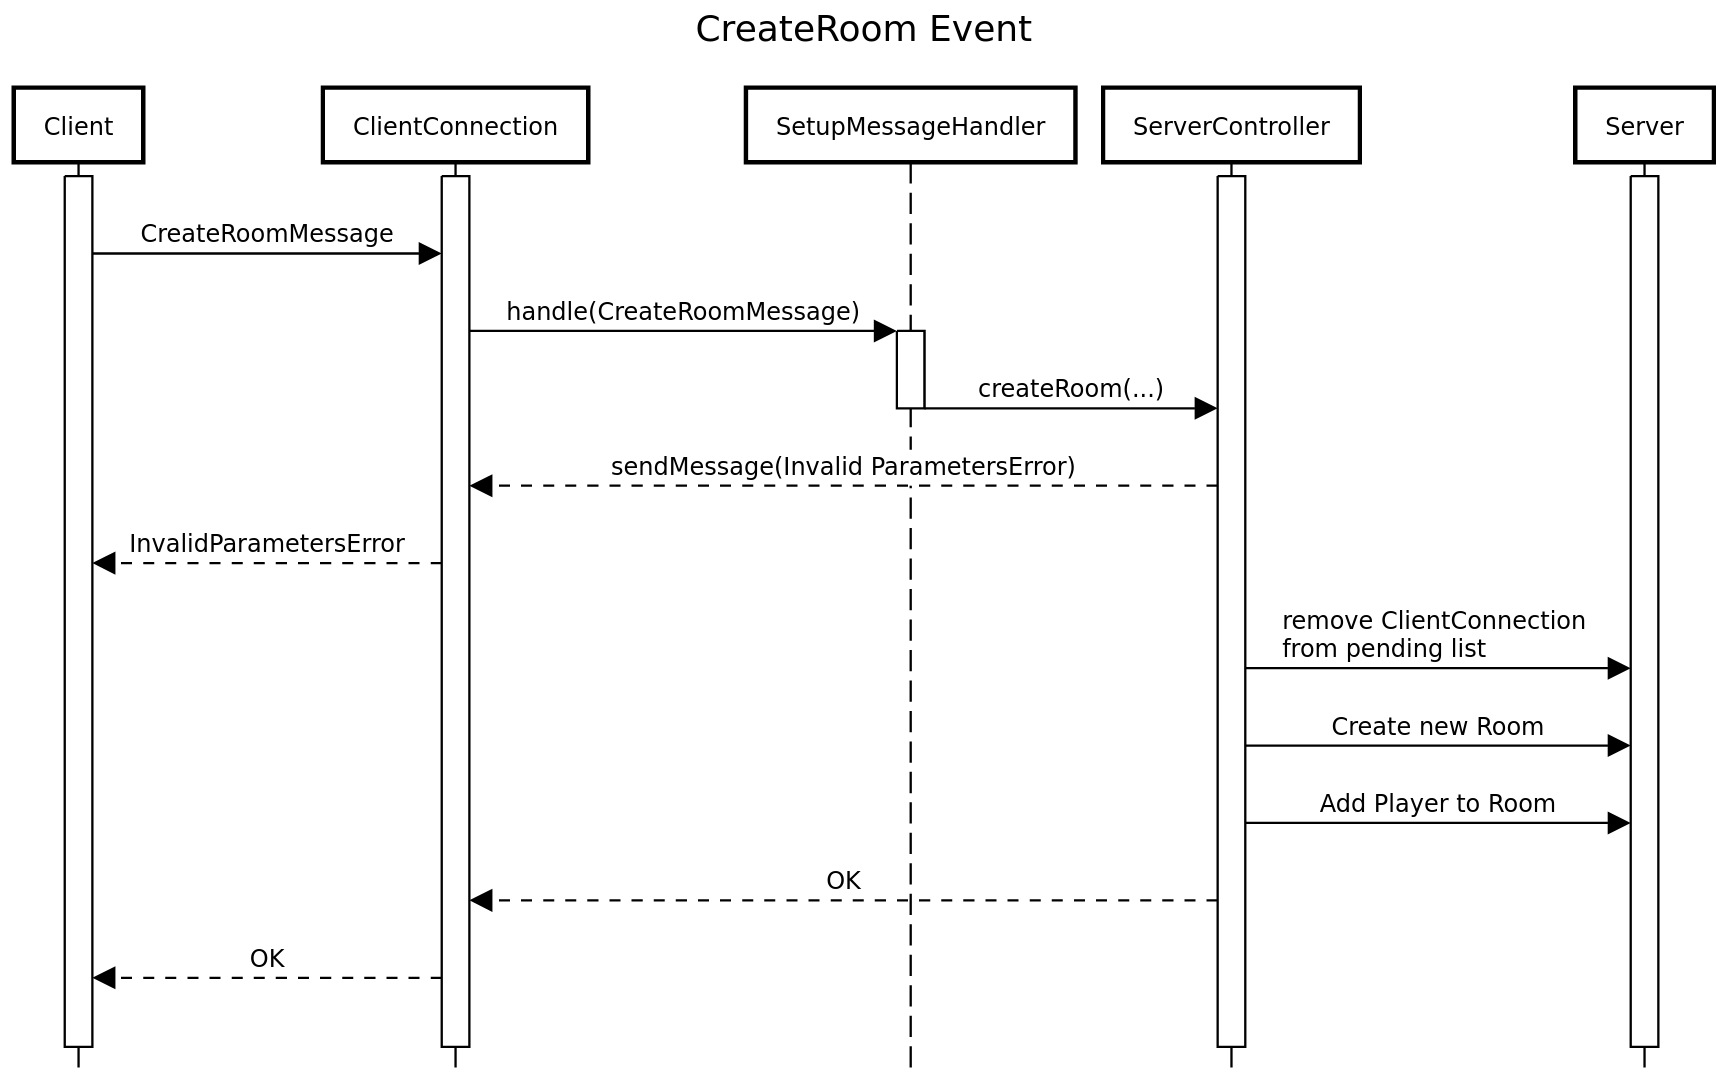 CreateRoom Event
Client
ClientConnection
SetupMessageHandler
ServerController
Server
CreateRoomMessage
handle(CreateRoomMessage)
createRoom(...)
sendMessage(Invalid ParametersError)
InvalidParametersError
remove ClientConnection
from pending list
Create new Room
Add Player to Room
OK
OK